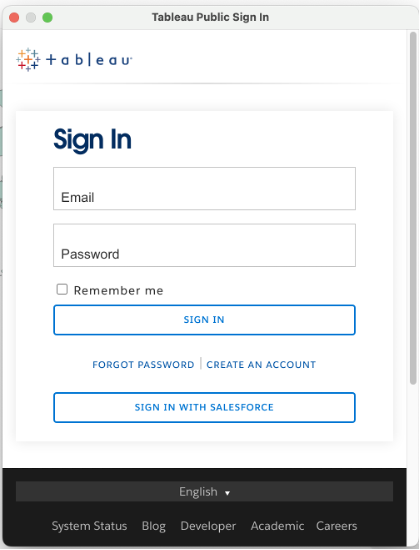 Tableau Public Sign In
tableau
Sign In
Email
Password
Remember me
SIGN IN
FORGOT PASSWORD | CREATE AN ACCOUNT
SIGN IN WITH SALESFORCE
English ▼
System Status Blog Developer Academic Careers